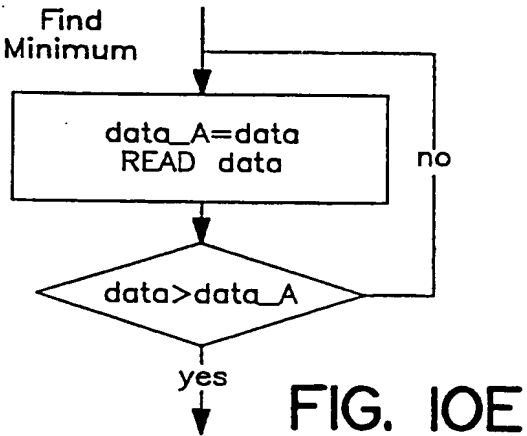 Find
Minimum
data_A=data
READ data
no
data>data_A
yes
FIG. 10E